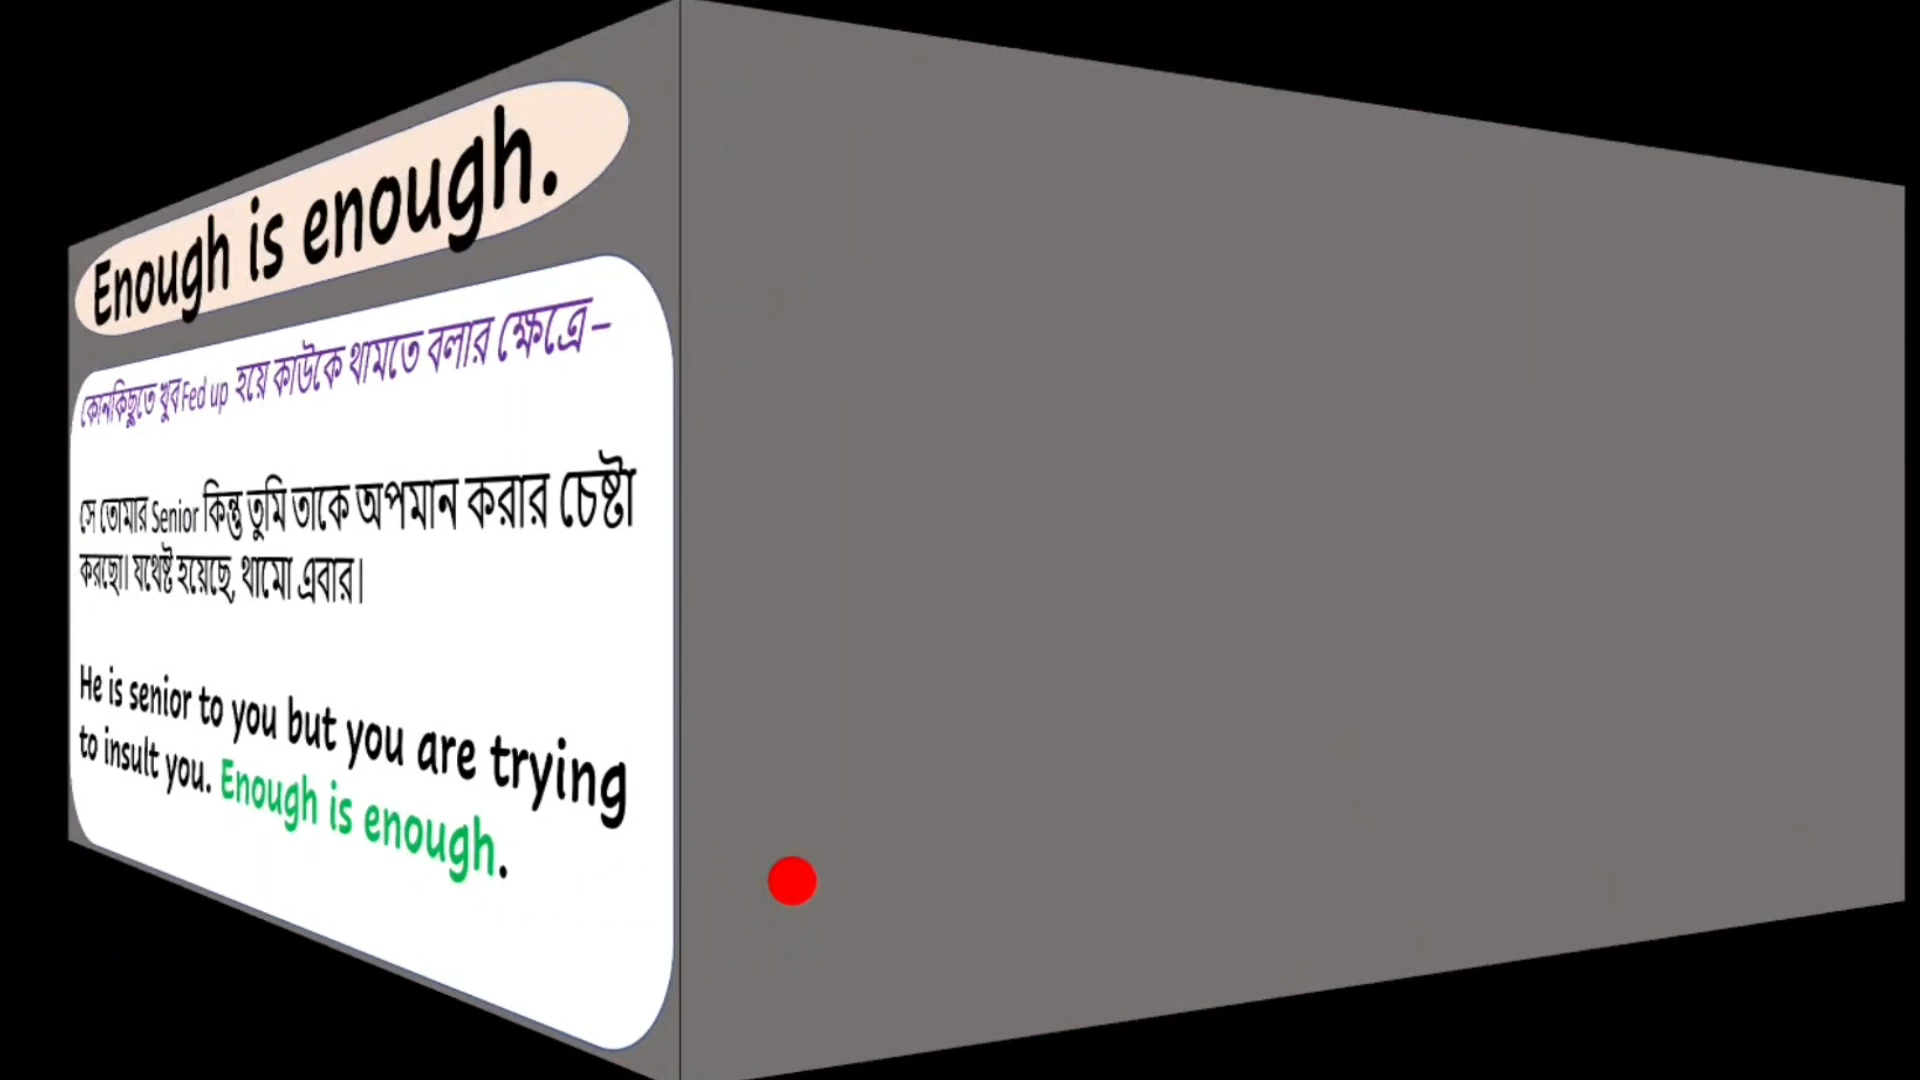 Enough is enough.
কোনকিছুতে খুব Fed up হয়ে কাউকে থামতে বলার ক্ষেত্রে –
সে তোমার Senior কিন্তু তুমি তাকে অপমান করার চেষ্টা
করছো। যথেষ্ট হয়েছে, থামো এবার।
He is senior to you but you are trying
to insult you. Enough is enough.